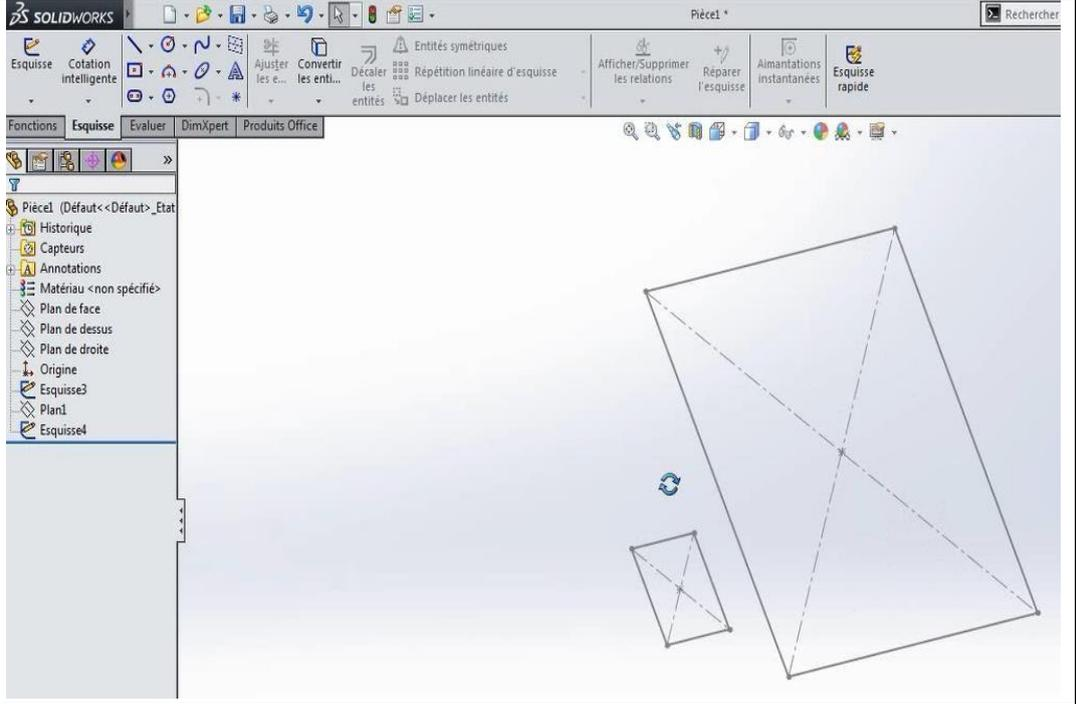 SOLIDWORKS
Pièce1 *
Rechercher
Esquisse
Cotation intelligente
Ajuster les e...
Convertir les enti...
Décaler les entités
Entités symétriques
Répétition linéaire d'esquisse
Déplacer les entités
Afficher/Supprimer les relations
Réparer l'esquisse
Aimantations instantanées
Esquisse rapide
Fonctions Esquisse Evaluer DimXpert Produits Office
»
Pièce1 (Défaut<<Défaut>_Etat
Historique
Capteurs
Annotations
Matériau <non spécifié>
Plan de face
Plan de dessus
Plan de droite
Origine
Esquisse3
Plan1
Esquisse4